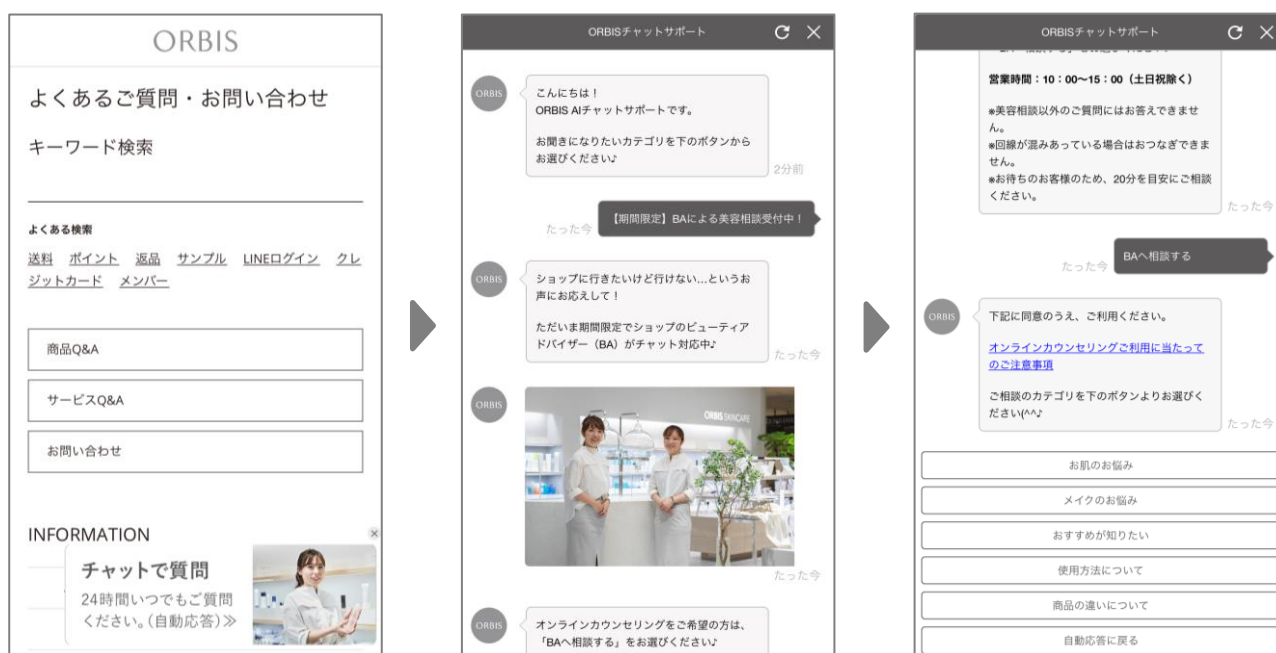 ORBIS
よくあるご質問・お問い合わせ
キーワード検索
よくある検索
送料 ポイント 返品 サンプル LINEログイン クレ
ジットカード メンバー
商品Q&A
サービスQ&A
お問い合わせ
INFORMATION
チャットで質問
24時間いつでもご質問
ください。(自動応答)≫
ORBISチャットサポート
ORBIS
こんにちは！
ORBIS AIチャットサポートです。
お聞きになりたいカテゴリを下のボタンから
お選びください♪
2分前
【期間限定】BAによる美容相談受付中！
たった今
ORBIS
ショップに行きたいけど行けない...というお
声にお応えして！
ただいま期間限定でショップのビューティア
ドバイザー（BA）がチャット対応中♪
たった今
ORBIS
ORBIS SKINCARE
たった今
ORBIS
オンラインカウンセリングをご希望の方は、
「BAへ相談する」をお選びください♪
ORBISチャットサポート
営業時間：10：00〜15：00（土日祝除く）
※美容相談以外のご質問にはお答えできませ
ん。
※回線が混みあっている場合はおつなぎできま
せん。
※お待ちのお客様のため、20分を目安にご相談
ください。
たった今
BAへ相談する
たった今
ORBIS
下記に同意のうえ、ご利用ください。
オンラインカウンセリングご利用に当たって
のご注意事項
ご相談のカテゴリを下のボタンよりお選びく
ださい(^^♪
たった今
お肌のお悩み
メイクのお悩み
おすすめが知りたい
使用方法について
商品の違いについて
自動応答に戻る